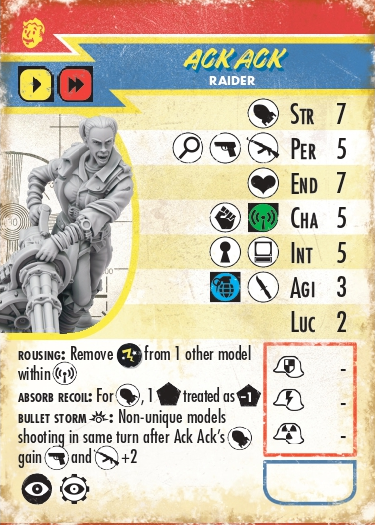 ACK ACK
RAIDER
STR 7
PER 5
END 7
CHA 5
INT 5
AGI 3
LUC 2
ROUSING: Remove from 1 other model
within
ABSORB RECOIL: For , 1 treated as -1
BULLET STORM : Non-unique models
shooting in same turn after Ack Ack's
gain and +2
-
-
-